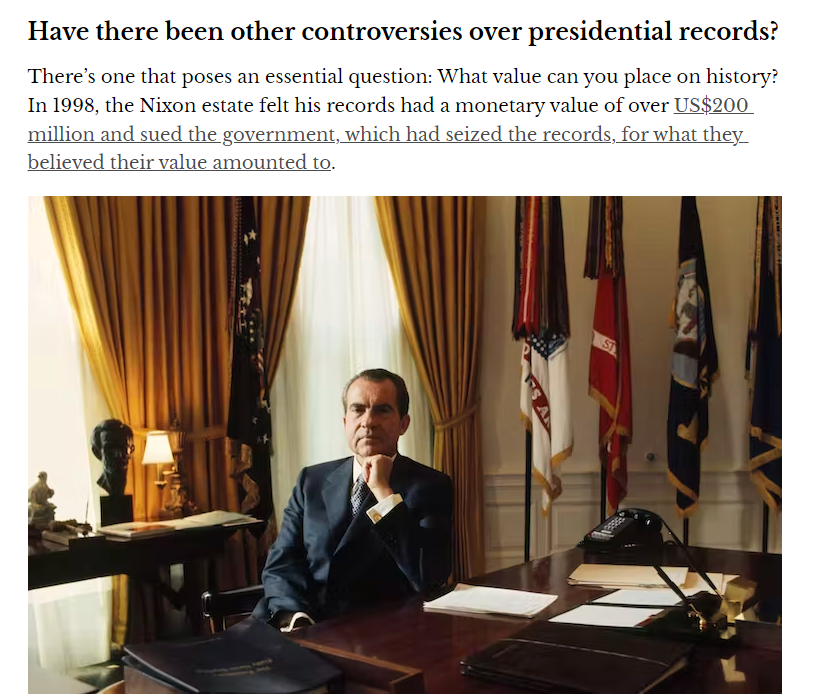 Have there been other controversies over presidential records?
There’s one that poses an essential question: What value can you place on history?
In 1998, the Nixon estate felt his records had a monetary value of over US$200
million and sued the government, which had seized the records, for what they
believed their value amounted to.